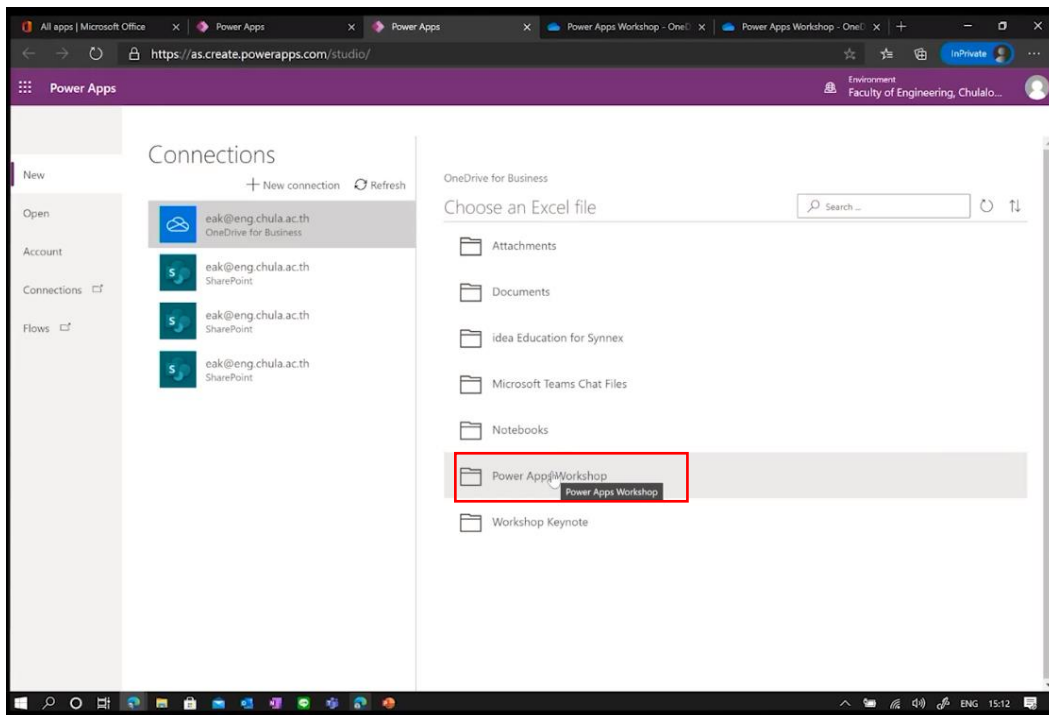 All apps | Microsoft Office
Power Apps
Power Apps
Power Apps Workshop - OneD
Power Apps Workshop - OneD
https://as.create.powerapps.com/studio/
InPrivate
Power Apps
Environment
Faculty of Engineering, Chulalo...
New
Open
Account
Connections
Flows
Connections
New connection
Refresh
eak@eng.chula.ac.th
OneDrive for Business
eak@eng.chula.ac.th
SharePoint
eak@eng.chula.ac.th
SharePoint
eak@eng.chula.ac.th
SharePoint
OneDrive for Business
Choose an Excel file
Search ...
Attachments
Documents
idea Education for Synnex
Microsoft Teams Chat Files
Notebooks
Power Apps Workshop
Power Apps Workshop
Workshop Keynote
ENG 15:12